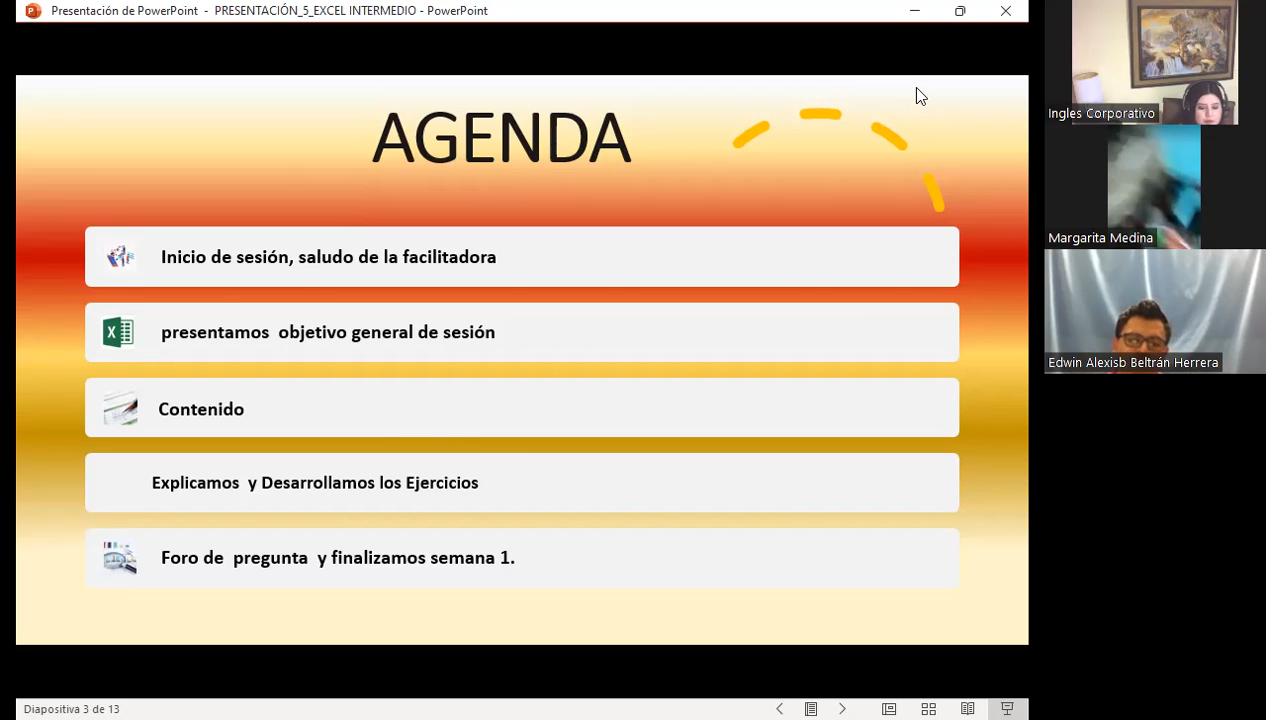 Presentación de PowerPoint - PRESENTACIÓN_5_EXCEL INTERMEDIO - PowerPoint
AGENDA
Inicio de sesión, saludo de la facilitadora
presentamos objetivo general de sesión
Contenido
Explicamos y Desarrollamos los Ejercicios
Foro de pregunta y finalizamos semana 1.
Diapositiva 3 de 13
Ingles Corporativo
Margarita Medina
Edwin Alexisb Beltrán Herrera